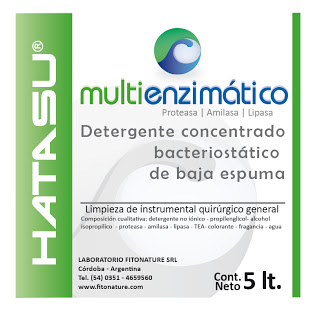 HATASU®
multienzimático
Proteasa | Amilasa | Lipasa
Detergente concentrado
bacteriostático
de baja espuma
Limpieza de instrumental quirúrgico general
Composición cualitativa: detergente no iónico - propilenglicol- alcohol
isopropilico - proteasa - amilasa - lipasa - TEA- colorante - fragancia - agua
LABORATORIO FITONATURE SRL
Córdoba - Argentina
Tel. (54) 0351 - 4659560
www.fitonature.com
Cont.
Neto 5 lt.